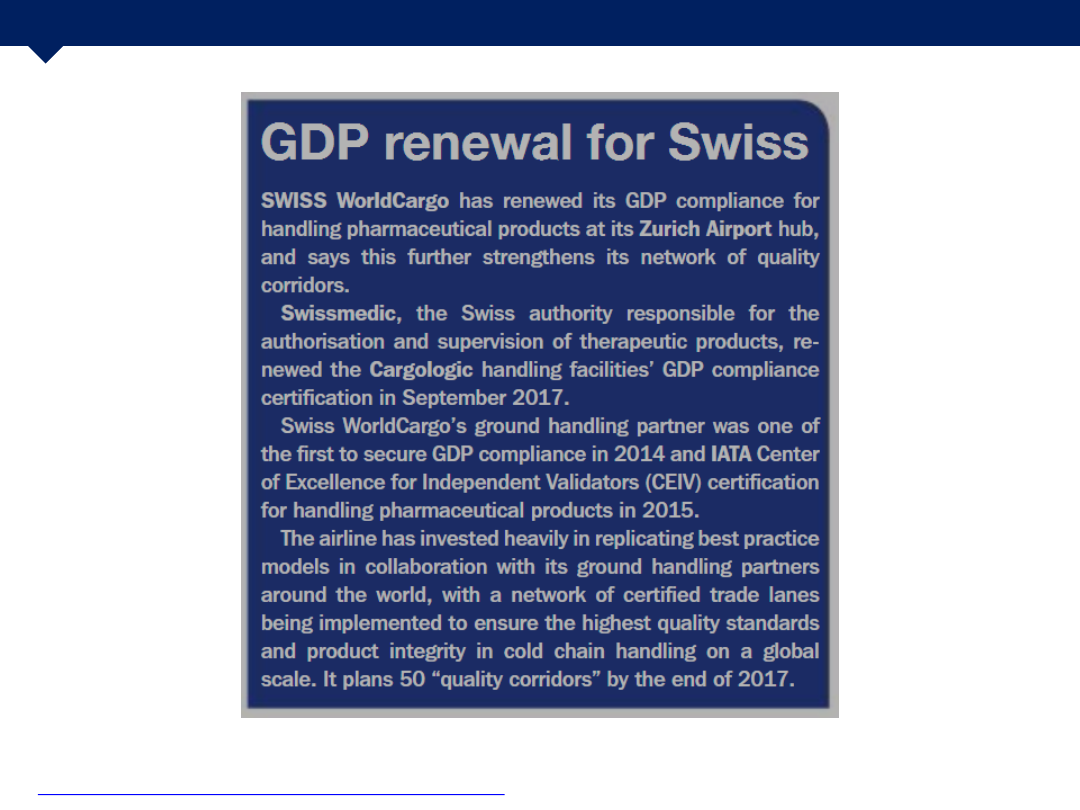 GDP renewal for Swiss
SWISS WorldCargo has renewed its GDP compliance for
handling pharmaceutical products at its Zurich Airport hub,
and says this further strengthens its network of quality
corridors.
Swissmedic, the Swiss authority responsible for the
authorisation and supervision of therapeutic products, re-
newed the Cargologic handling facilities’ GDP compliance
certification in September 2017.
Swiss WorldCargo’s ground handling partner was one of
the first to secure GDP compliance in 2014 and IATA Center
of Excellence for Independent Validators (CEIV) certification
for handling pharmaceutical products in 2015.
The airline has invested heavily in replicating best practice
models in collaboration with its ground handling partners
around the world, with a network of certified trade lanes
being implemented to ensure the highest quality standards
and product integrity in cold chain handling on a global
scale. It plans 50 “quality corridors” by the end of 2017.